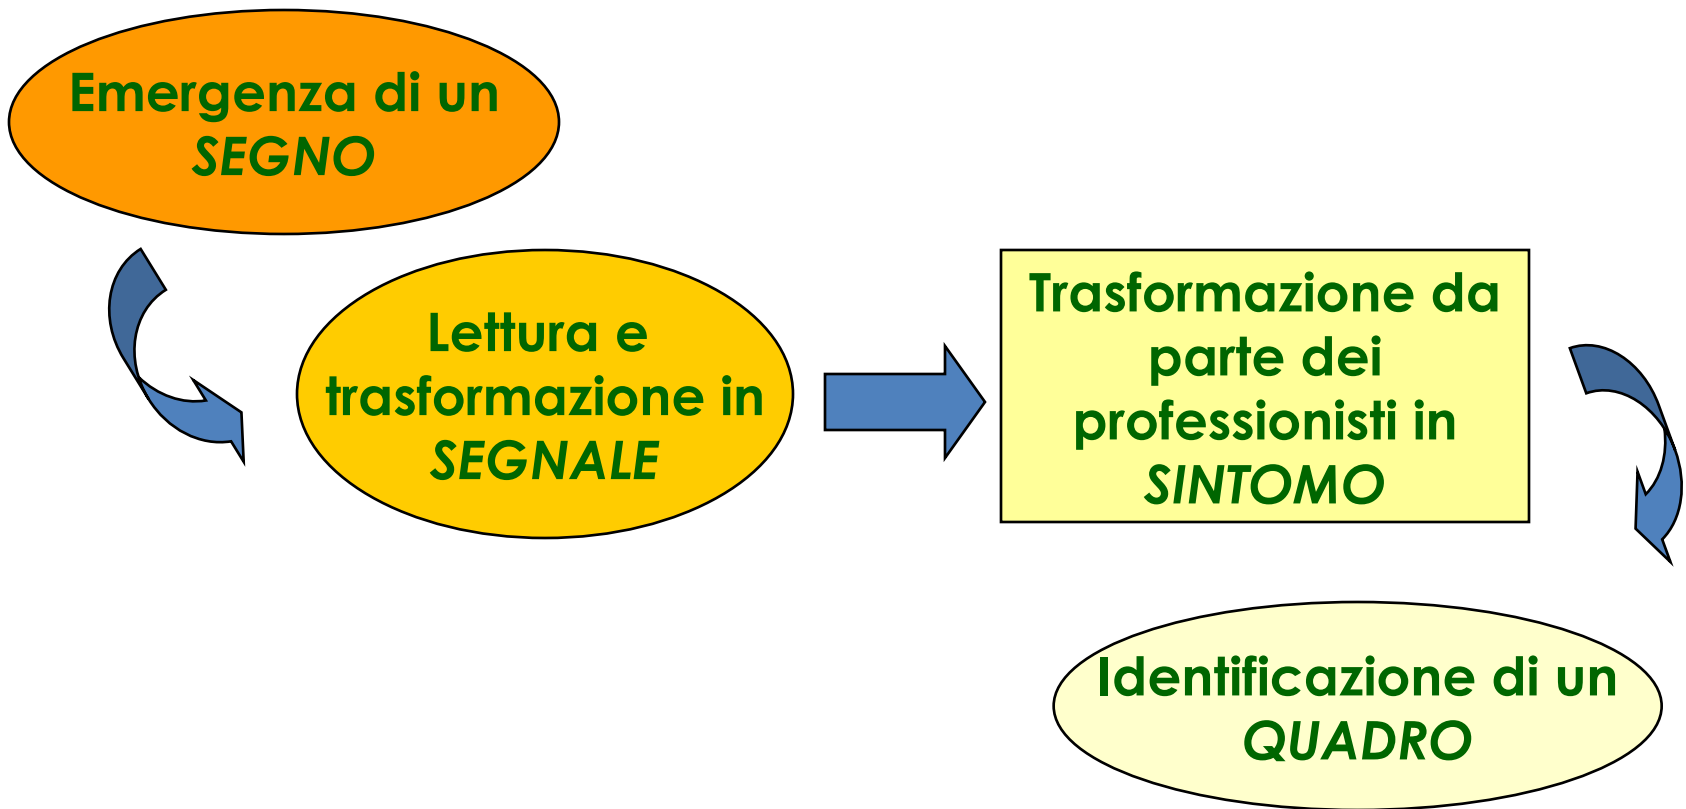 Emergenza di un
SEGNO
Lettura e
trasformazione in
SEGNALE
Trasformazione da
parte dei
professionisti in
SINTOMO
Identificazione di un
QUADRO